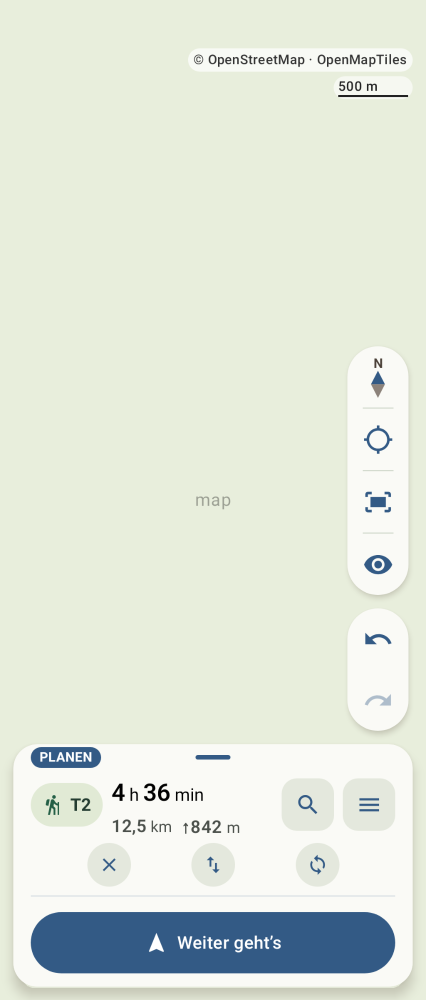 © OpenStreetMap · OpenMapTiles
500 m
N
map
PLANEN
T2
4 h 36 min
12,5 km ↑842 m
Weiter geht's